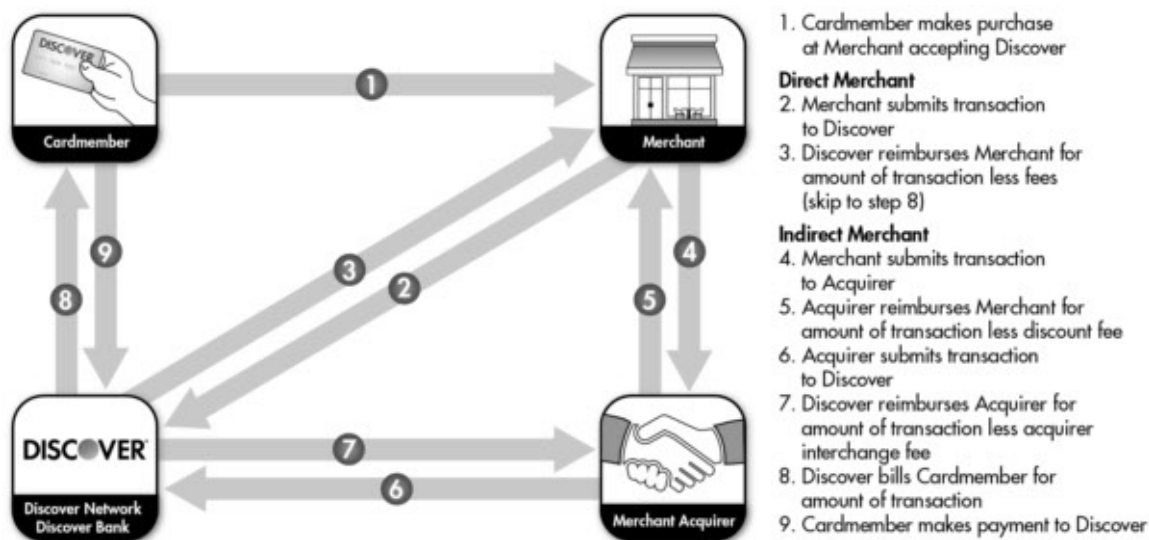 DISCOVER
Cardmember
1
Merchant
9
8
3
2
4
5
DISCOVER
Discover Network
Discover Bank
7
6
Merchant Acquirer
1. Cardmember makes purchase
at Merchant accepting Discover
Direct Merchant
2. Merchant submits transaction
to Discover
3. Discover reimburses Merchant for
amount of transaction less fees
(skip to step 8)
Indirect Merchant
4. Merchant submits transaction
to Acquirer
5. Acquirer reimburses Merchant for
amount of transaction less discount fee
6. Acquirer submits transaction
to Discover
7. Discover reimburses Acquirer for
amount of transaction less acquirer
interchange fee
8. Discover bills Cardmember for
amount of transaction
9. Cardmember makes payment to Discover